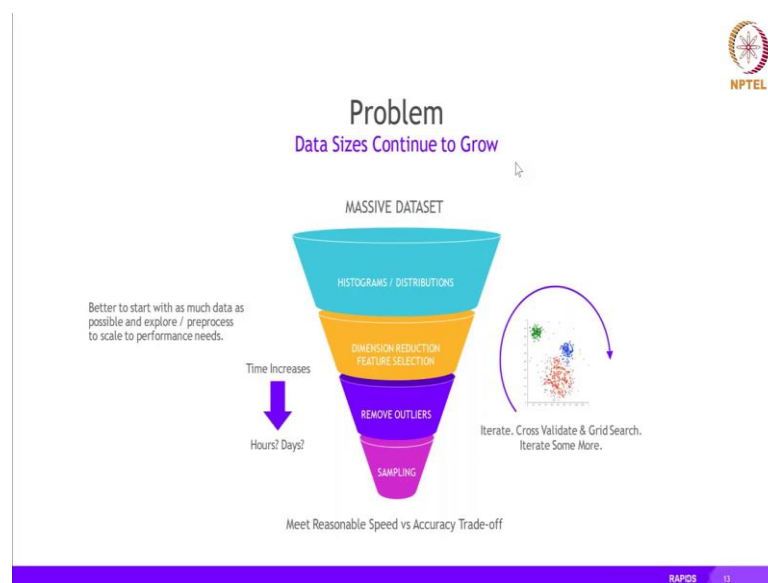 NPTEL
Problem
Data Sizes Continue to Grow
MASSIVE DATASET
HISTOGRAMS / DISTRIBUTIONS
Better to start with as much data as
possible and explore / preprocess
to scale to performance needs.
DIMENSION REDUCTION
FEATURE SELECTION
Time Increases
REMOVE OUTLIERS
Hours? Days?
Iterate. Cross Validate & Grid Search.
Iterate Some More.
SAMPLING
Meet Reasonable Speed vs Accuracy Trade-off
RAPIDS 13